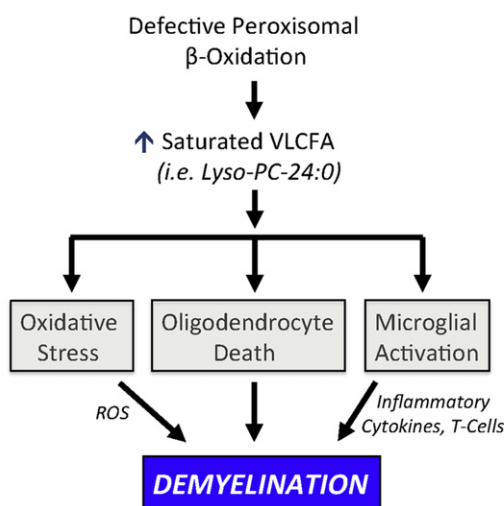 Defective Peroxisomal
β-Oxidation
↑ Saturated VLCFA
(i.e. Lyso-PC-24:0)
Oxidative
Stress
Oligodendrocyte
Death
Microglial
Activation
ROS
Inflammatory
Cytokines, T-Cells
DEMYELINATION